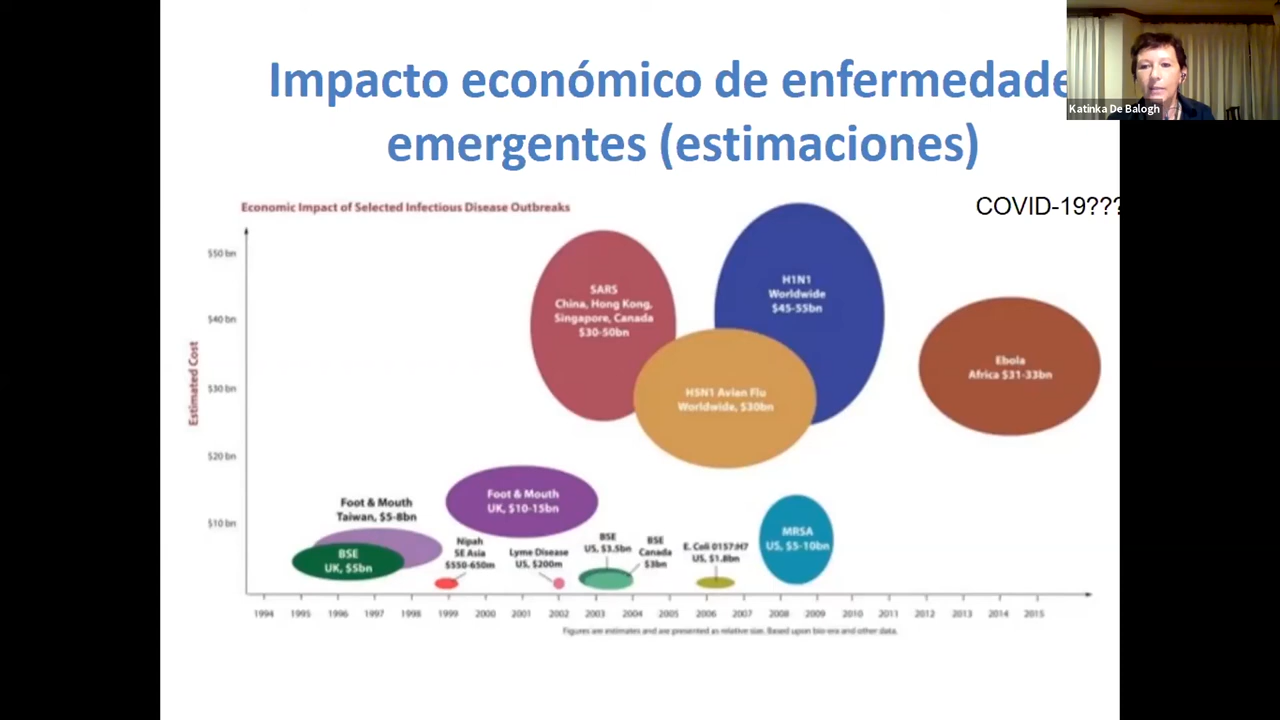 Impacto económico de enfermedade
emergentes (estimaciones)
Katinka De Balogh
COVID-19???
Economic Impact of Selected Infectious Disease Outbreaks
Estimated Cost
$50 bn
$40 bn
$30 bn
$20 bn
$10 bn
SARS
China, Hong Kong,
Singapore, Canada
$30-50bn
H1N1
Worldwide
$45-55bn
H5N1 Avian Flu
Worldwide, $30bn
Ebola
Africa $31-33bn
Foot & Mouth
Taiwan, $5-8bn
BSE
UK, $5bn
Foot & Mouth
UK, $10-15bn
Nipah
SE Asia
$550-650m
Lyme Disease
US, $200m
BSE
US, $3.5bn
BSE
Canada
$3bn
E. Coli 0157:H7
US, $1.8bn
MRSA
US, $5-10bn
1994 1995 1996 1997 1998 1999 2000 2001 2002 2003 2004 2005 2006 2007 2008 2009 2010 2011 2012 2013 2014 2015
Figures are estimates and are presented as relative size. Based upon bio-era and other data.